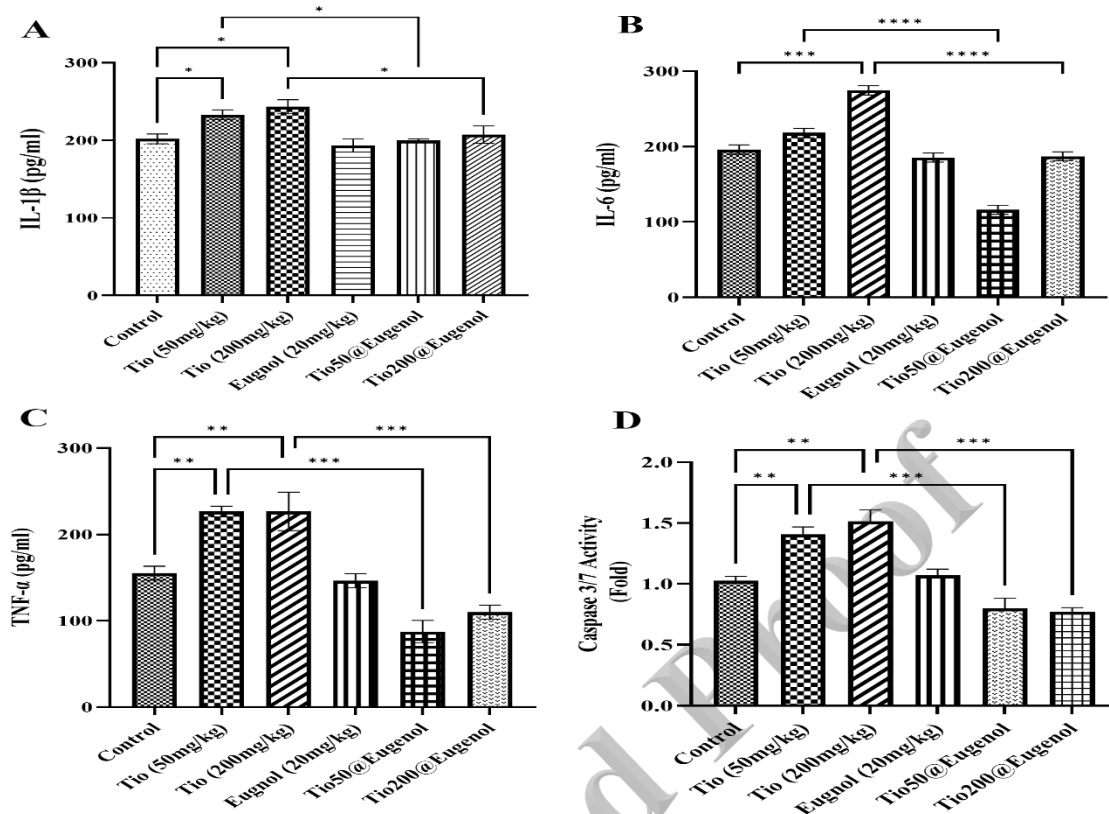 A
*
*
*
*
300
200
100
0
IL-1β (pg/ml)
Control
Tio (50mg/kg)
Tio (200mg/kg)
Eugnol (20mg/kg)
Tio50@Eugenol
Tio200@Eugenol
B
****
***
****
300
200
100
0
IL-6 (pg/ml)
Control
Tio (50mg/kg)
Tio (200mg/kg)
Eugnol (20mg/kg)
Tio50@Eugenol
Tio200@Eugenol
C
**
***
**
***
300
200
100
0
TNF-α (pg/ml)
Control
Tio (50mg/kg)
Tio (200mg/kg)
Eugnol (20mg/kg)
Tio50@Eugenol
Tio200@Eugenol
D
**
***
**
***
2.0
1.5
1.0
0.5
0.0
Caspase 3/7 Activity
(Fold)
Control
Tio (50mg/kg)
Tio (200mg/kg)
Eugnol (20mg/kg)
Tio50@Eugenol
Tio200@Eugenol
d Proof